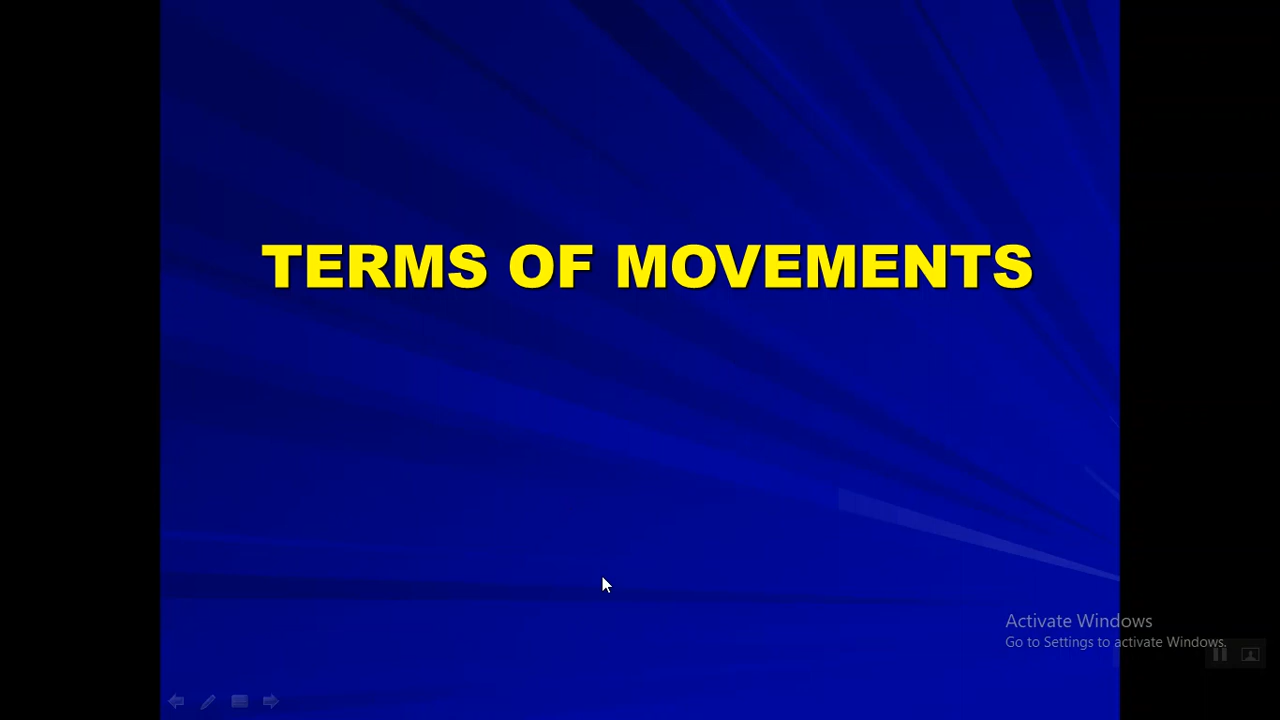 TERMS OF MOVEMENTS
Activate Windows
Go to Settings to activate Windows.